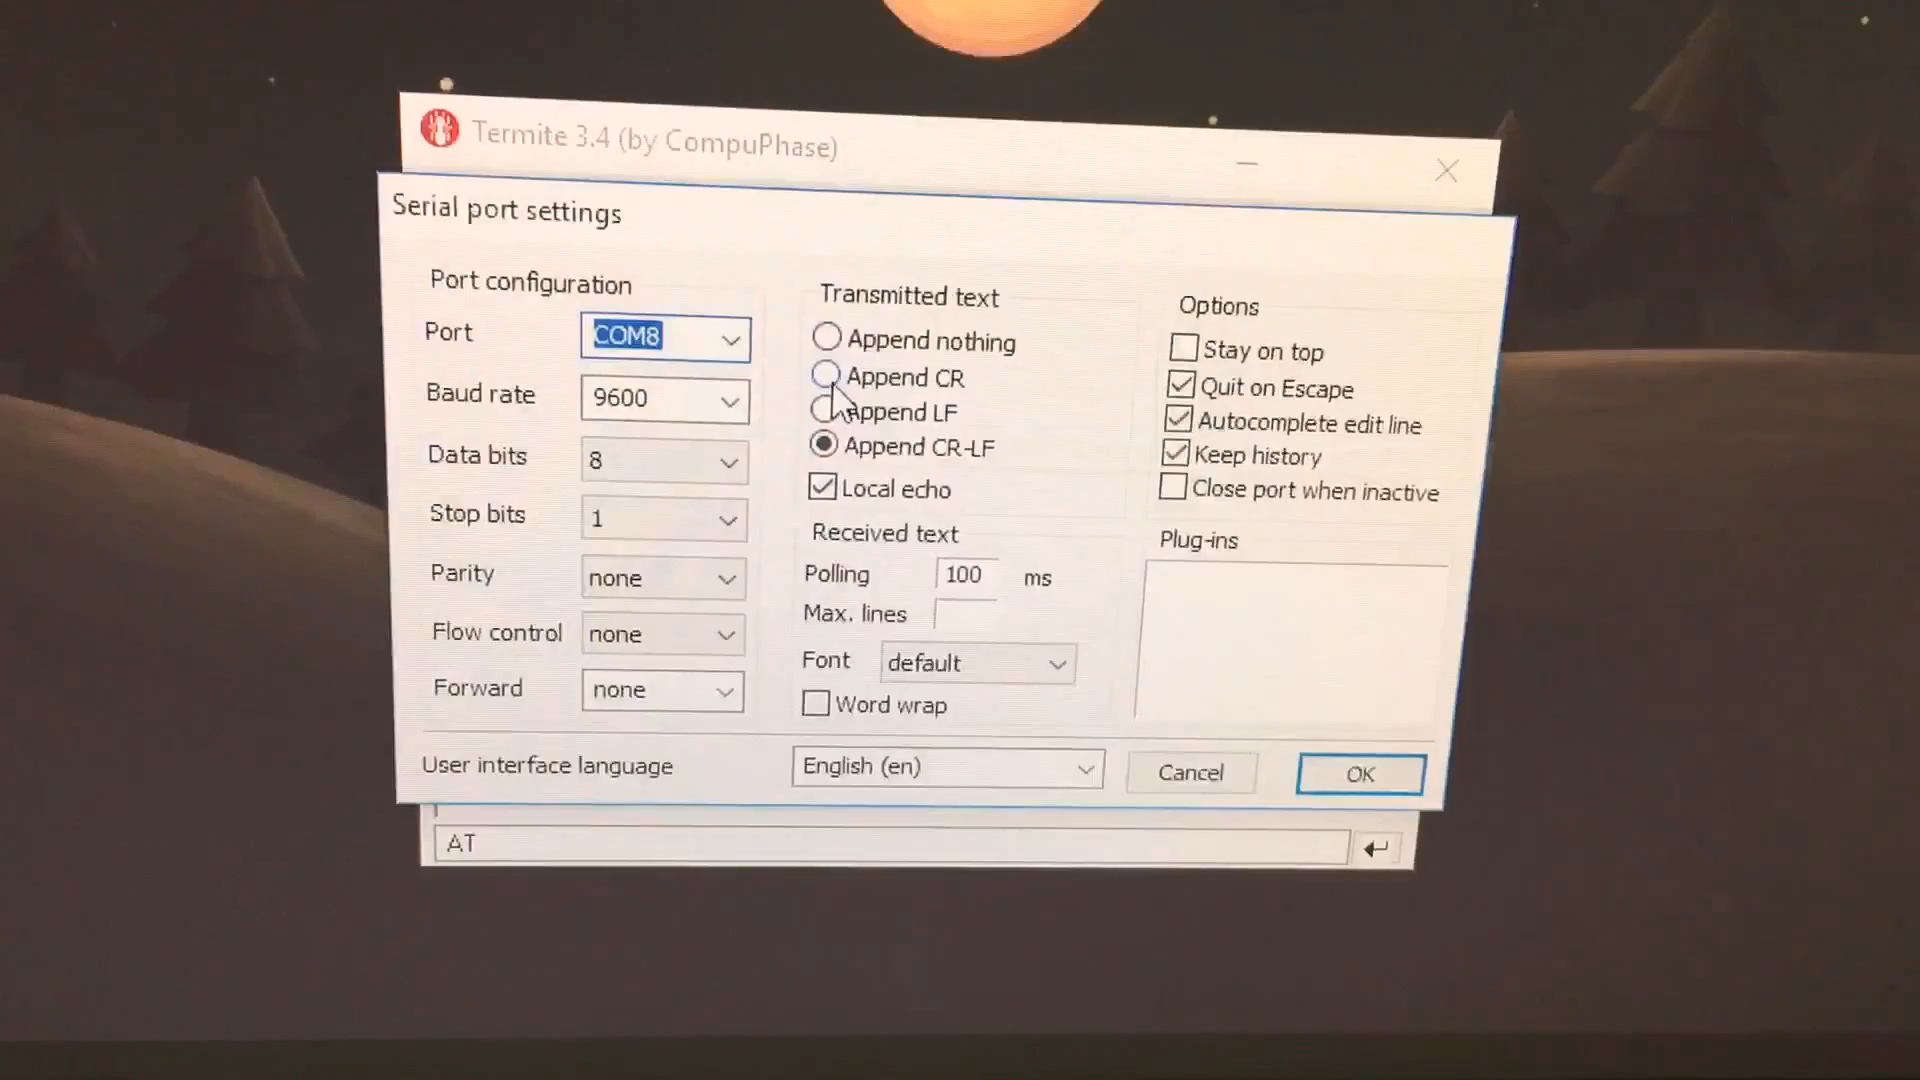 Termite 3.4 (by CompuPhase)
Serial port settings
Port configuration
Port
COM8
Baud rate
9600
Data bits
8
Stop bits
1
Parity
none
Flow control
none
Forward
none
Transmitted text
Append nothing
Append CR
Append LF
Append CR-LF
Local echo
Received text
Polling
100
ms
Max. lines
Font
default
Word wrap
Options
Stay on top
Quit on Escape
Autocomplete edit line
Keep history
Close port when inactive
Plug-ins
User interface language
English (en)
Cancel
OK
AT